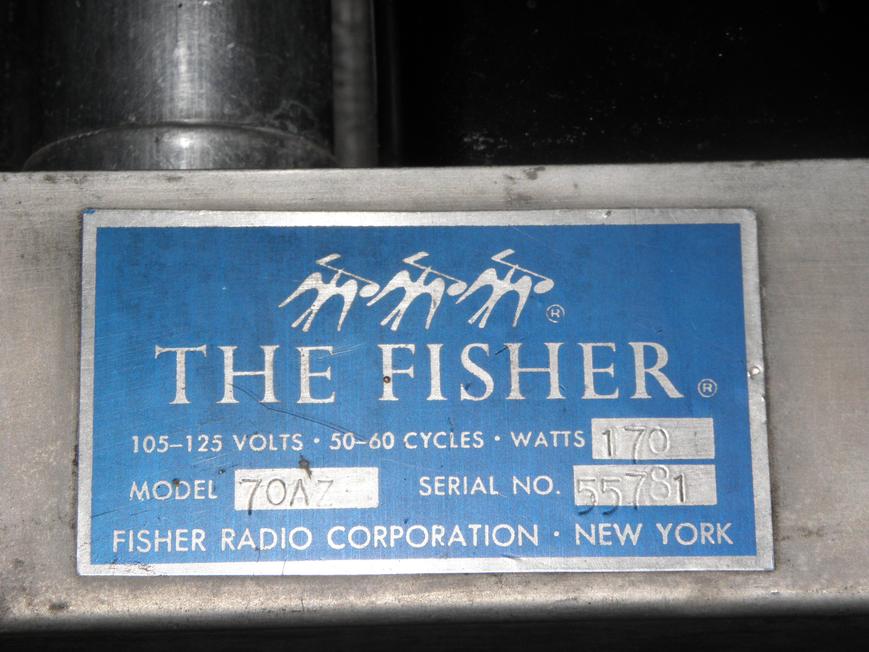 ®
THE FISHER ®
105–125 VOLTS · 50–60 CYCLES · WATTS 170
MODEL 70AZ SERIAL NO. 55781
FISHER RADIO CORPORATION · NEW YORK